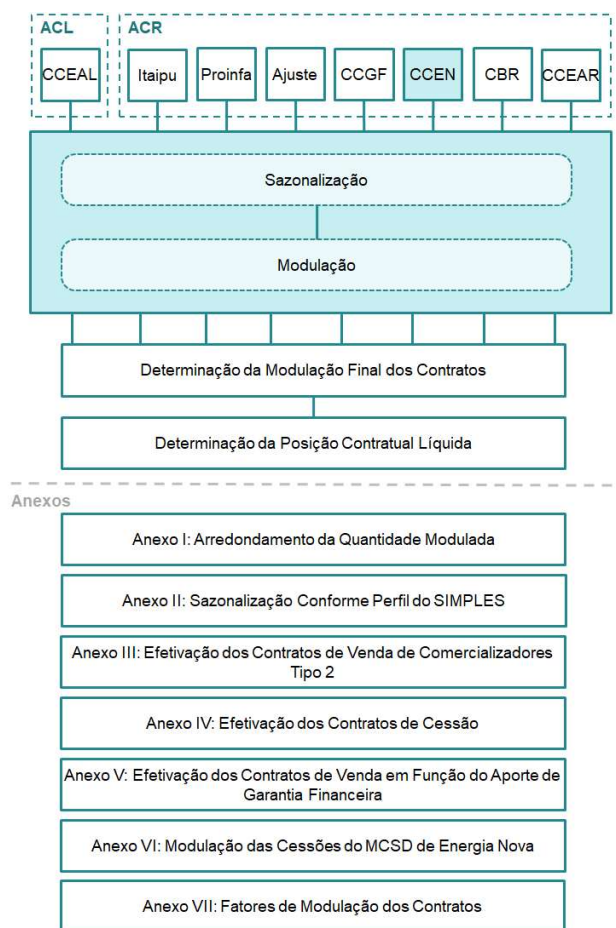 ACL
ACR
CCEAL
Itaipu
Proinfa
Ajuste
CCGF
CCEN
CBR
CCEAR
Sazonalização
Modulação
Determinação da Modulação Final dos Contratos
Determinação da Posição Contratual Líquida
Anexos
Anexo I: Arredondamento da Quantidade Modulada
Anexo II: Sazonalização Conforme Perfil do SIMPLES
Anexo III: Efetivação dos Contratos de Venda de Comercializadores
Tipo 2
Anexo IV: Efetivação dos Contratos de Cessão
Anexo V: Efetivação dos Contratos de Venda em Função do Aporte de
Garantia Financeira
Anexo VI: Modulação das Cessões do MCSD de Energia Nova
Anexo VII: Fatores de Modulação dos Contratos